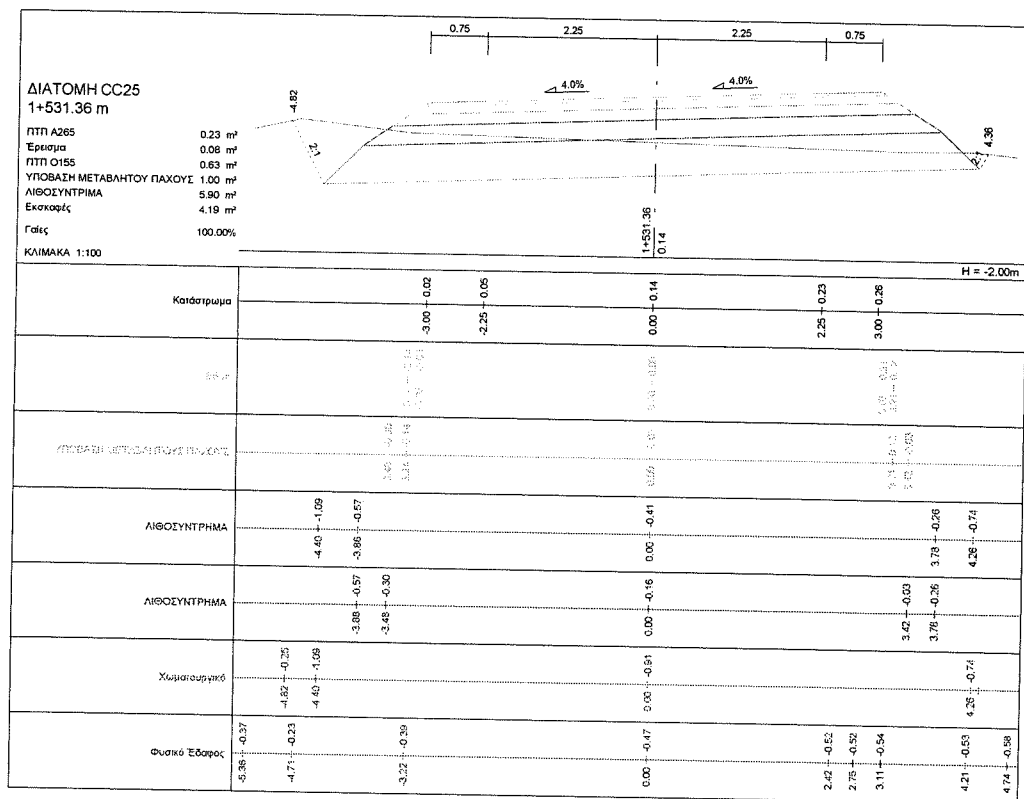 0.75 2.25 2.25 0.75
ΔΙΑΤΟΜΗ CC25
1+531.36 m
ΠΤΠ Α265 0.23 m²
Έρεισμα 0.08 m²
ΠΤΠ Ο155 0.63 m²
ΥΠΟΒΑΣΗ ΜΕΤΑΒΛΗΤΟΥ ΠΑΧΟΥΣ 1.00 m²
ΛΙΘΟΣΥΝΤΡΙΜΑ 5.90 m²
Εκσκαφές 4.19 m²
Γαίες 100.00%
ΚΛΙΜΑΚΑ 1:100
-4.82
2:1
4.0%
4.0%
2:1
4.36
1+531.36
0.14
H = -2.00m
Κατάστρωμα
0.02 0.05 0.14 0.23 0.26
-3.00 -2.25 0.00 2.25 3.00
ΛΙΘΟΣΥΝΤΡΗΜΑ
-1.09 -0.57 -0.41 -0.26 -0.74
-4.40 -3.86 0.00 3.78 4.26
ΛΙΘΟΣΥΝΤΡΗΜΑ
-0.57 -0.30 -0.16 -0.03 -0.26
-3.88 -3.48 0.00 3.42 3.78
Χωματουργικό
-0.25 -1.09 -0.91 -0.74
-4.82 -4.40 0.00 4.26
Φυσικό Έδαφος
-0.37 -0.23 -0.39 -0.47 -0.52 -0.52 -0.54 -0.53 -0.58
-5.36 -4.71 -3.22 0.00 2.42 2.75 3.11 4.21 4.74